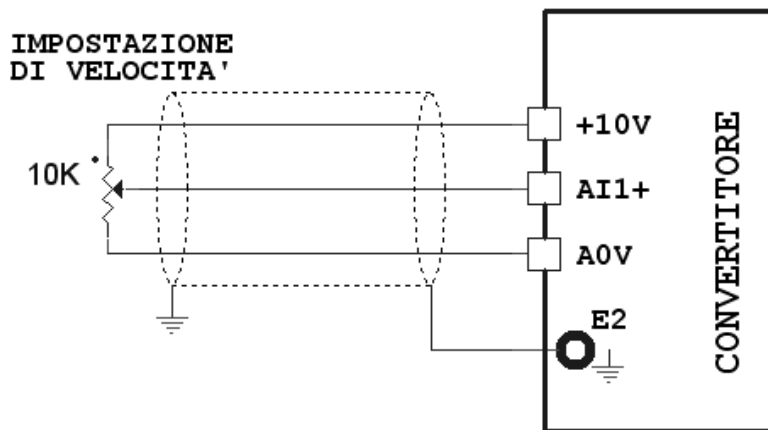 IMPOSTAZIONE
DI VELOCITA'
10K
+10V
AI1+
A0V
E2
CONVERTITORE